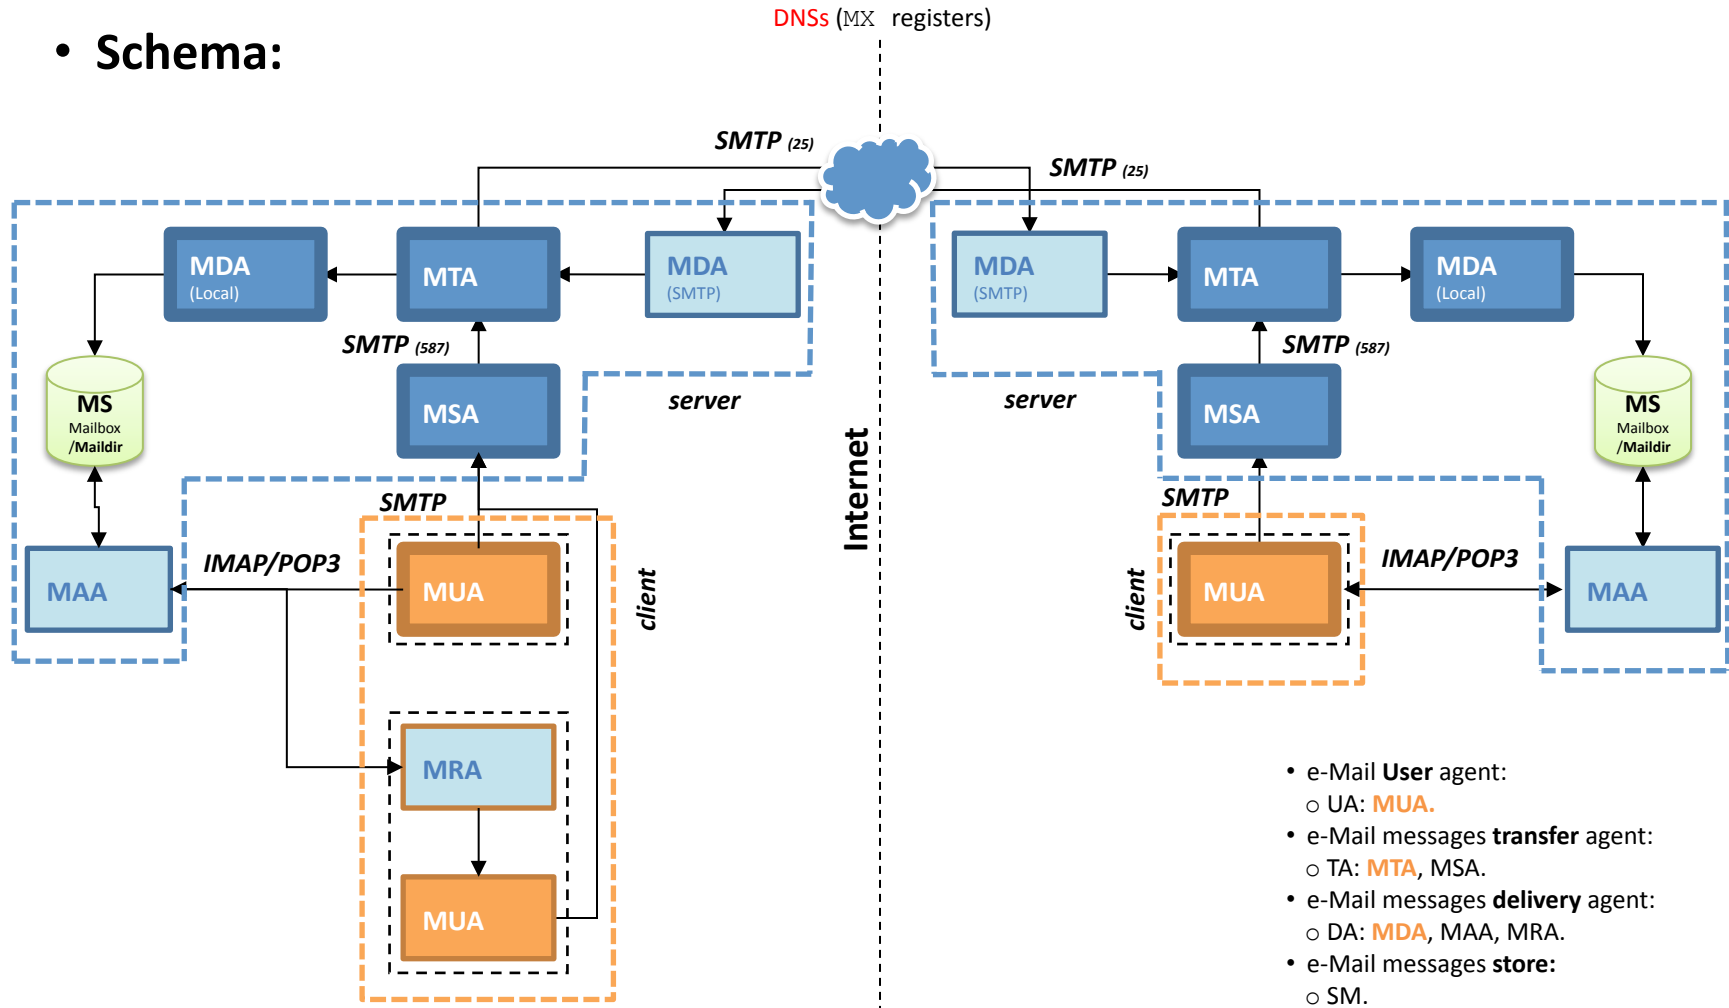 DNSs (MX registers)
• Schema:
SMTP (25)
SMTP (25)
MDA
(Local)
MTA
MDA
(SMTP)
MDA
(SMTP)
MTA
MDA
(Local)
SMTP (587)
SMTP (587)
MS
Mailbox
/Maildir
MSA
server
server
MSA
MS
Mailbox
/Maildir
Internet
SMTP
SMTP
MAA
IMAP/POP3
MUA
client
client
MUA
IMAP/POP3
MAA
MRA
MUA
• e-Mail User agent:
o UA: MUA.
• e-Mail messages transfer agent:
o TA: MTA, MSA.
• e-Mail messages delivery agent:
o DA: MDA, MAA, MRA.
• e-Mail messages store:
o SM.